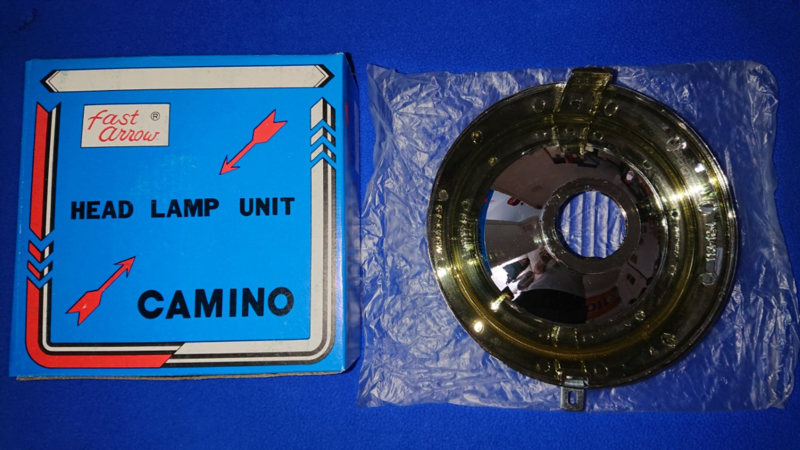 fast ®
arrow
HEAD LAMP UNIT
CAMINO